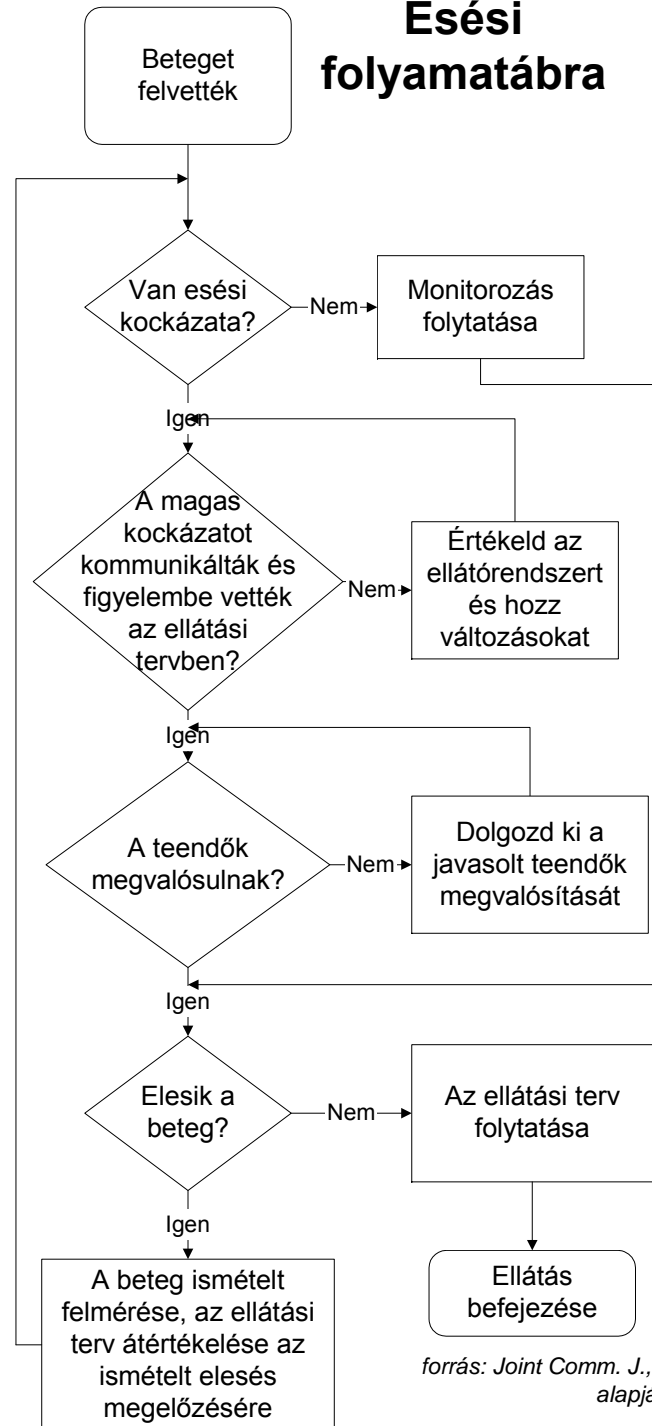 Esési
folyamatábra
Beteget
felvették
Van esési
kockázata?
Nem
Monitorozás
folytatása
Igen
A magas
kockázatot
kommunikálták és
figyelembe vették
az ellátási
tervben?
Nem
Értékeld az
ellátórendszert
és hozz
változásokat
Igen
A teendők
megvalósulnak?
Nem
Dolgozd ki a
javasolt teendők
megvalósítását
Igen
Elesik a
beteg?
Nem
Az ellátási terv
folytatása
Igen
A beteg ismételt
felmérése, az ellátási
terv átértékelése az
ismételt elesés
megelőzésére
Ellátás
befejezése
forrás: Joint Comm. J.,